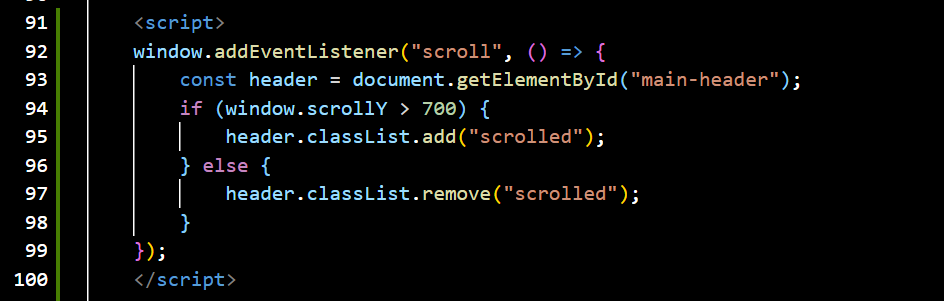 91 <script>
92 window.addEventListener("scroll", () => {
93 const header = document.getElementById("main-header");
94 if (window.scrollY > 700) {
95 header.classList.add("scrolled");
96 } else {
97 header.classList.remove("scrolled");
98 }
99 });
100 </script>